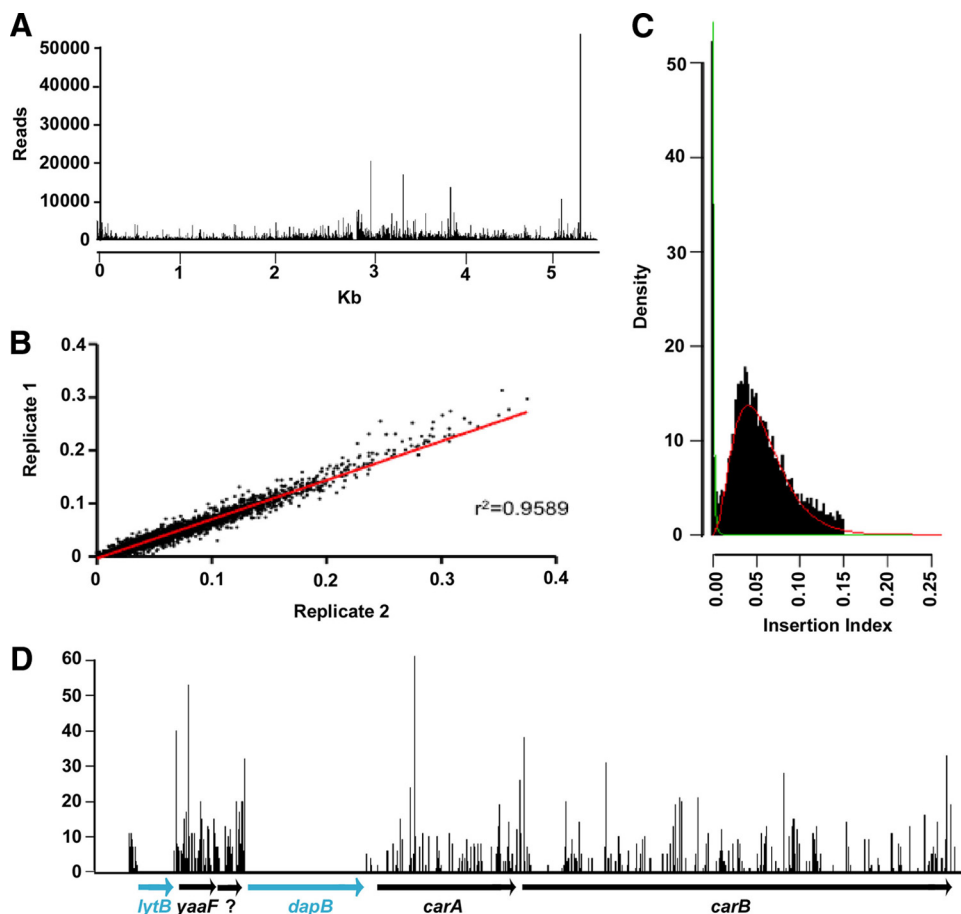 A
Reads
50000
40000
30000
20000
10000
0
0 1 2 3 4 5
Kb
B
Replicate 1
0.4
0.3
0.2
0.1
0
r²=0.9589
0 0.1 0.2 0.3 0.4
Replicate 2
C
Density
50
40
30
20
10
0
0.00 0.05 0.10 0.15 0.20 0.25
Insertion Index
D
60
50
40
30
20
10
0
lytB yaaF ? dapB carA carB